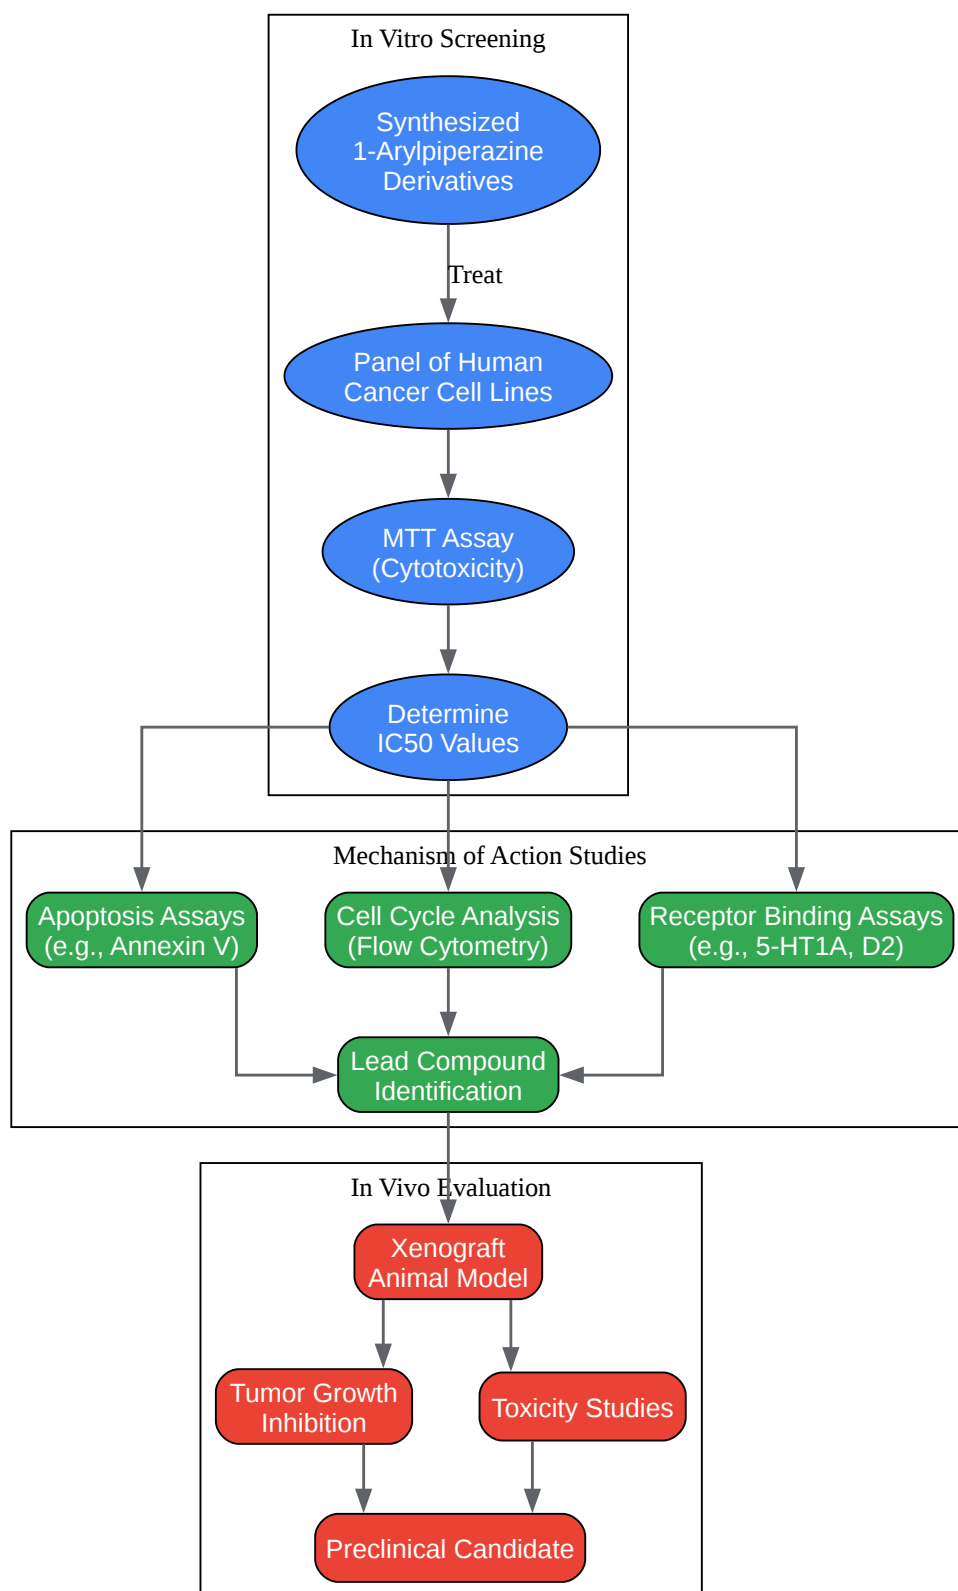 In Vitro Screening
Synthesized
1-Arylpiperazine
Derivatives
Treat
Panel of Human
Cancer Cell Lines
MTT Assay
(Cytotoxicity)
Determine
IC50 Values
Mechanism of Action Studies
Apoptosis Assays
(e.g., Annexin V)
Cell Cycle Analysis
(Flow Cytometry)
Receptor Binding Assays
(e.g., 5-HT1A, D2)
Lead Compound
Identification
In Vivo Evaluation
Xenograft
Animal Model
Tumor Growth
Inhibition
Toxicity Studies
Preclinical Candidate